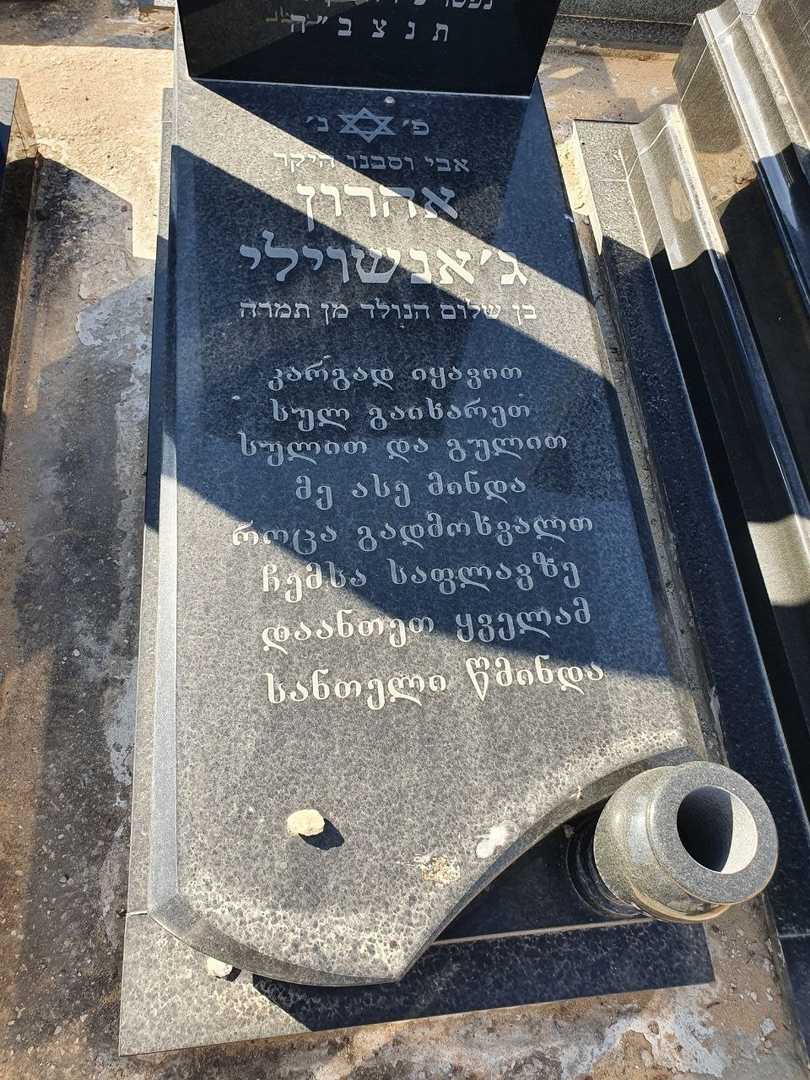 תנצב״ה
פ׳ נ׳
אבי וסבנו היקר
אהרון
ג׳אנשוילי
בן שלום הנולד מן תמרה
კარგად იყავით
სულ გაიხარეთ
სულით და გულით
მე ასე მინდა
როცა გადმოხვალთ
ჩემსა საფლავზე
დაანთეთ ყველამ
სანთელი წმინდა